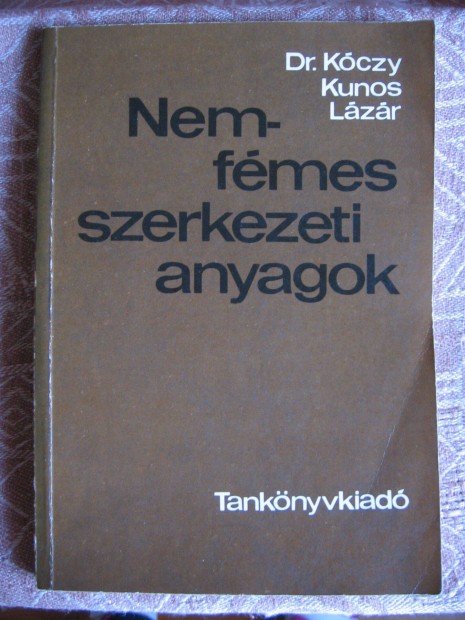 Dr. Kóczy
Kunos
Lázár
Nem-
fémes
szerkezeti
anyagok
Tankönyvkiadó